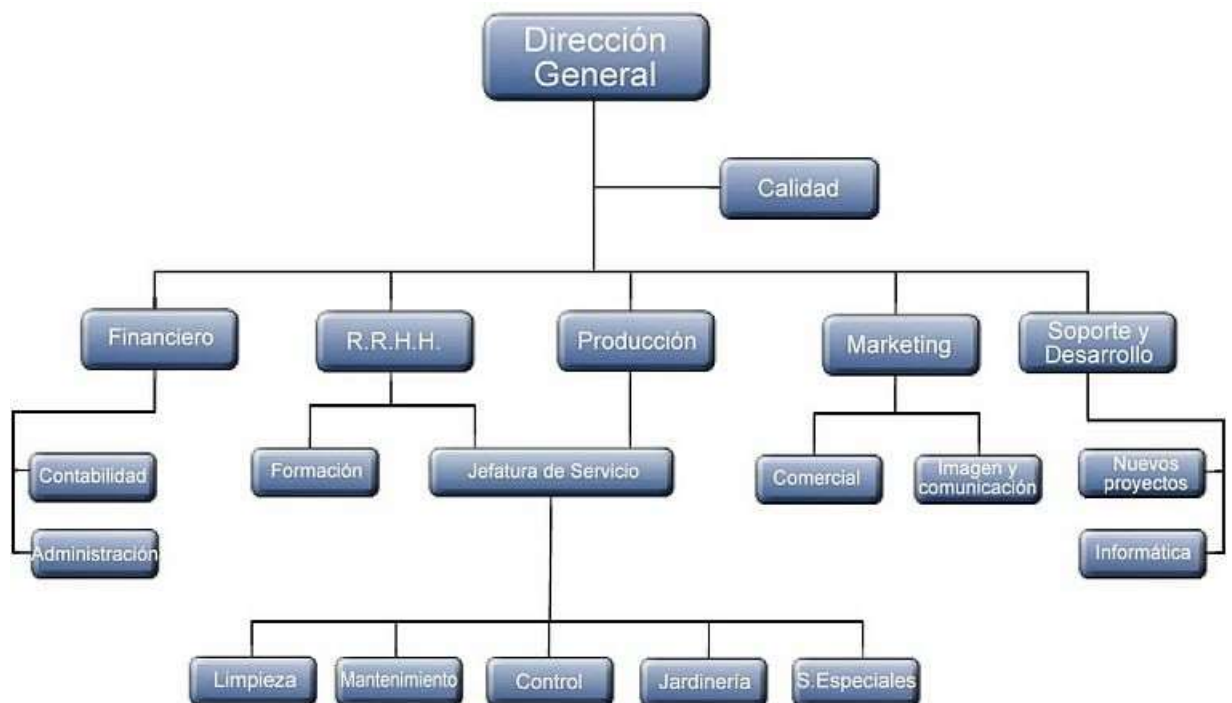 Dirección
General
Calidad
Financiero
R.R.H.H.
Producción
Marketing
Soporte y
Desarrollo
Contabilidad
Formación
Jefatura de Servicio
Comercial
Imagen y
comunicación
Nuevos
proyectos
Administración
Informática
Limpieza
Mantenimiento
Control
Jardinería
S.Especiales